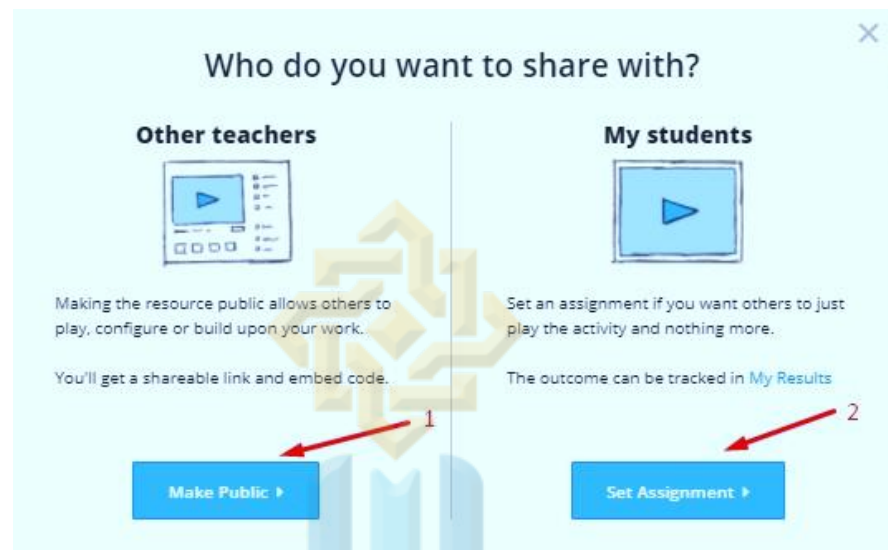 Who do you want to share with?
Other teachers
Making the resource public allows others to
play, configure or build upon your work.
You'll get a shareable link and embed code.
1
Make Public
My students
Set an assignment if you want others to just
play the activity and nothing more.
The outcome can be tracked in My Results
2
Set Assignment